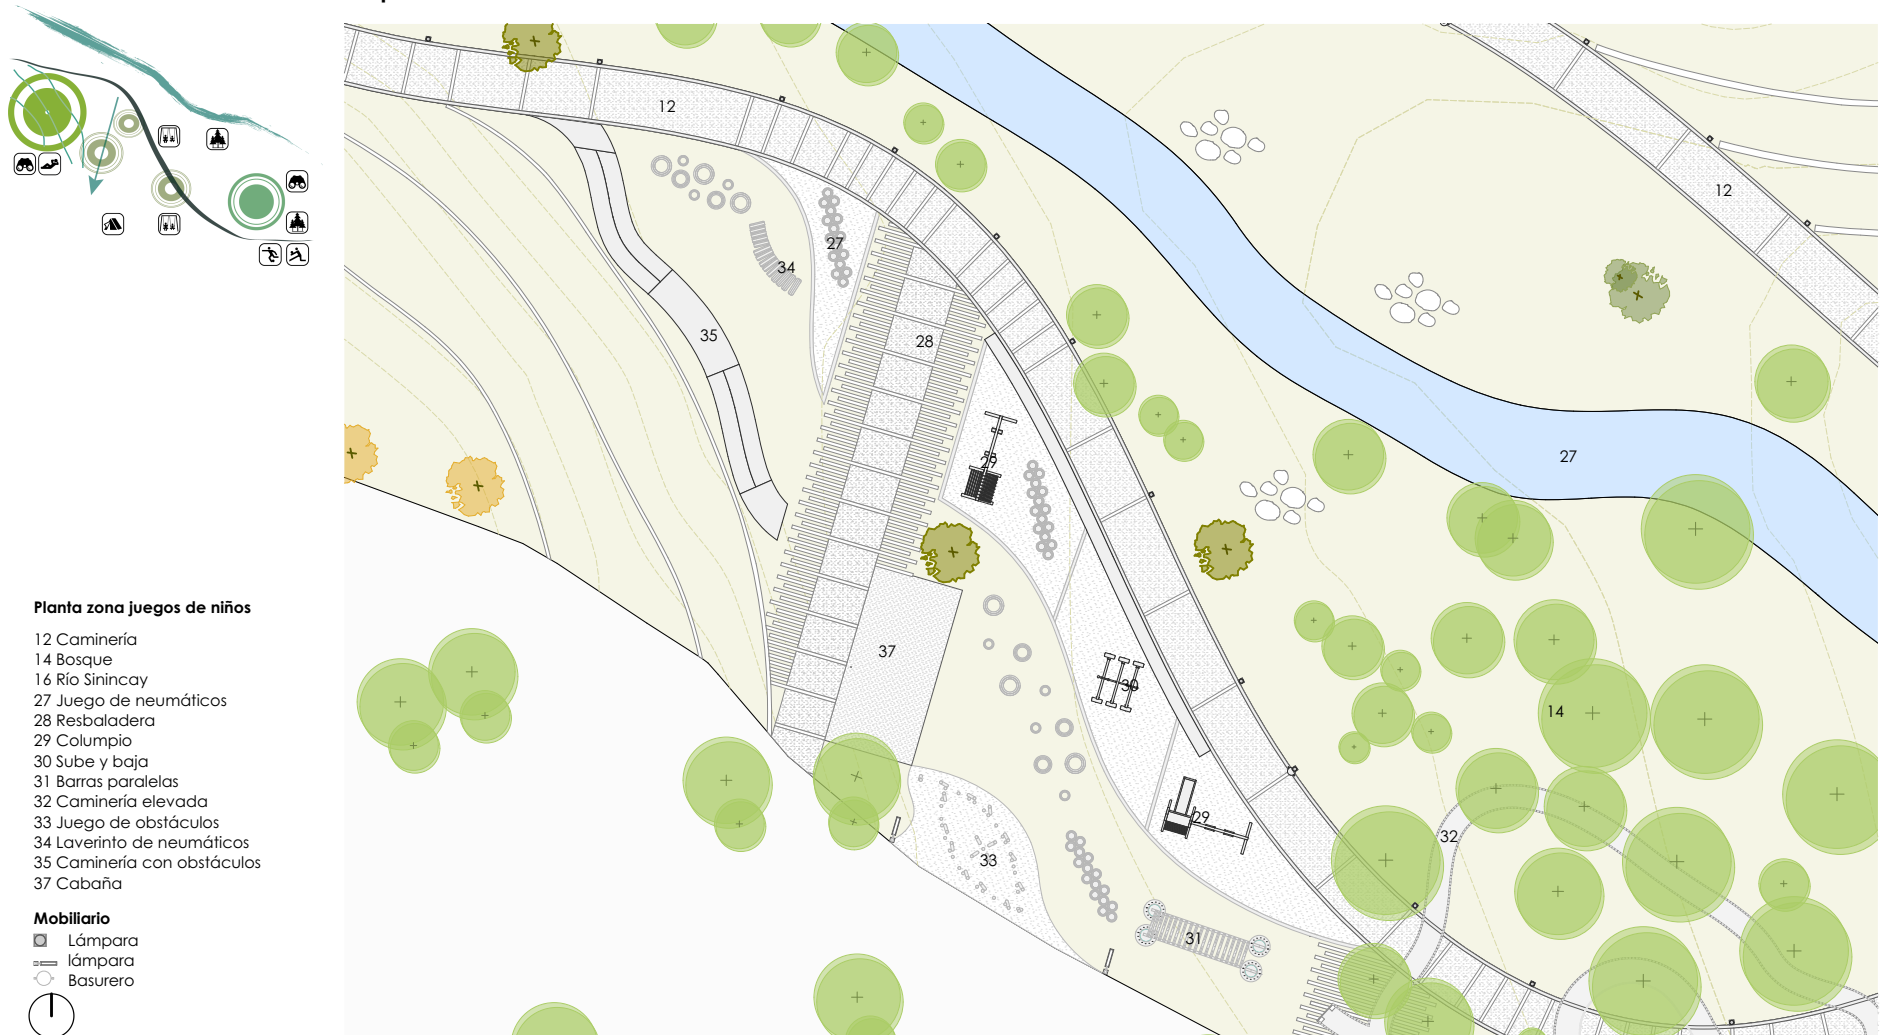 Planta zona juegos de niños
12 Caminería
14 Bosque
16 Río Sinincay
27 Juego de neumáticos
28 Resbaladera
29 Columpio
30 Sube y baja
31 Barras paralelas
32 Caminería elevada
33 Juego de obstáculos
34 Laverinto de neumáticos
35 Caminería con obstáculos
37 Cabaña
Mobiliario
Lámpara
lámpara
Basurero
12
12
27
34
35
28
29
27
37
30
14
29
32
33
31